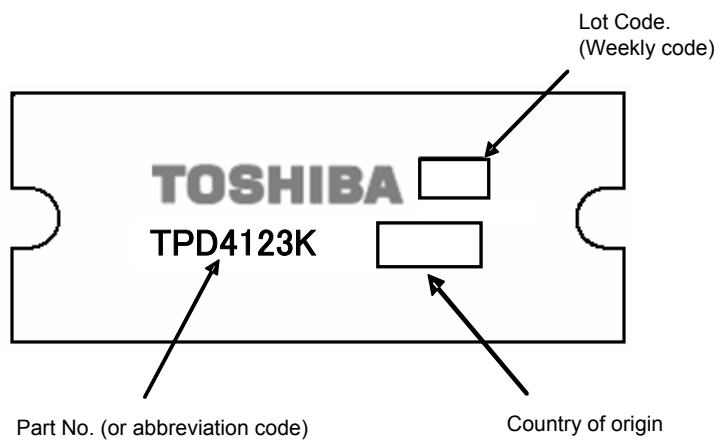 Lot Code.
(Weekly code)
TOSHIBA
TPD4123K
Part No. (or abbreviation code)
Country of origin